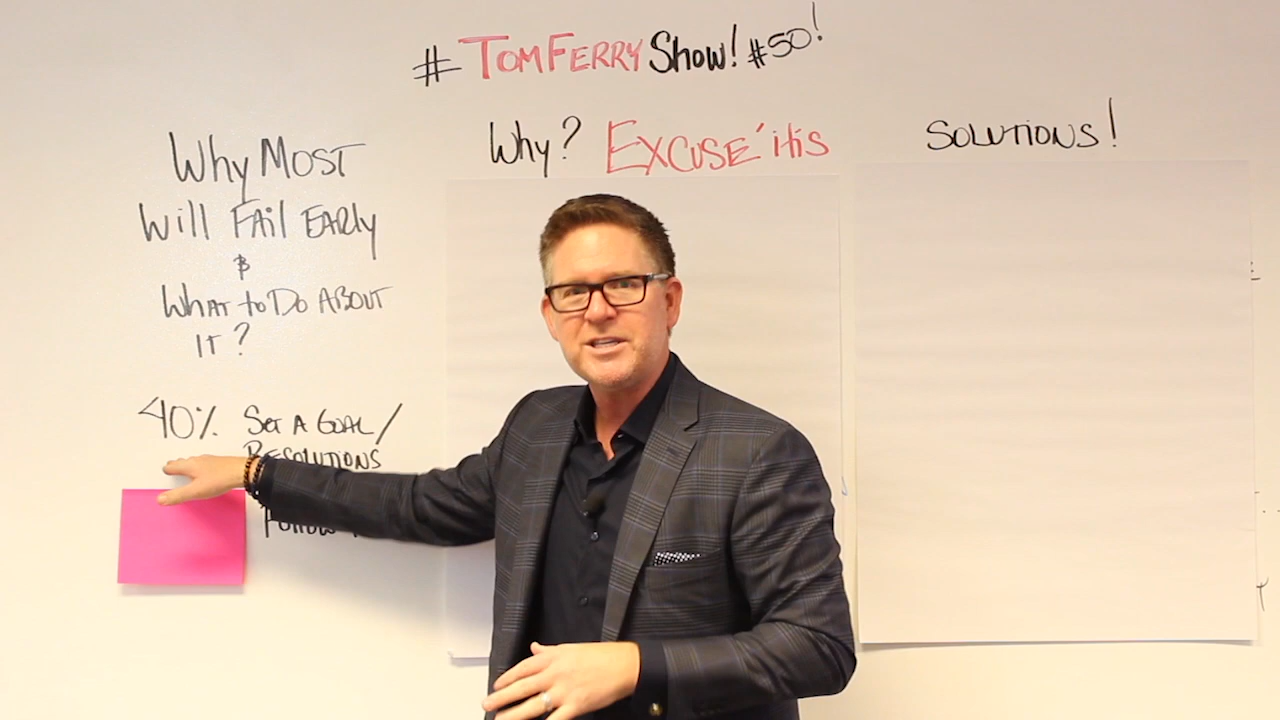 # TOMFERRY Show! #50!
Why MOST
Will FAil EARly
&
WHAT to Do ABOUT
IT?
40% SET A GOAL/
RESOLUTIONS
Why? EXCUSE'itis
SOLUTIONS!